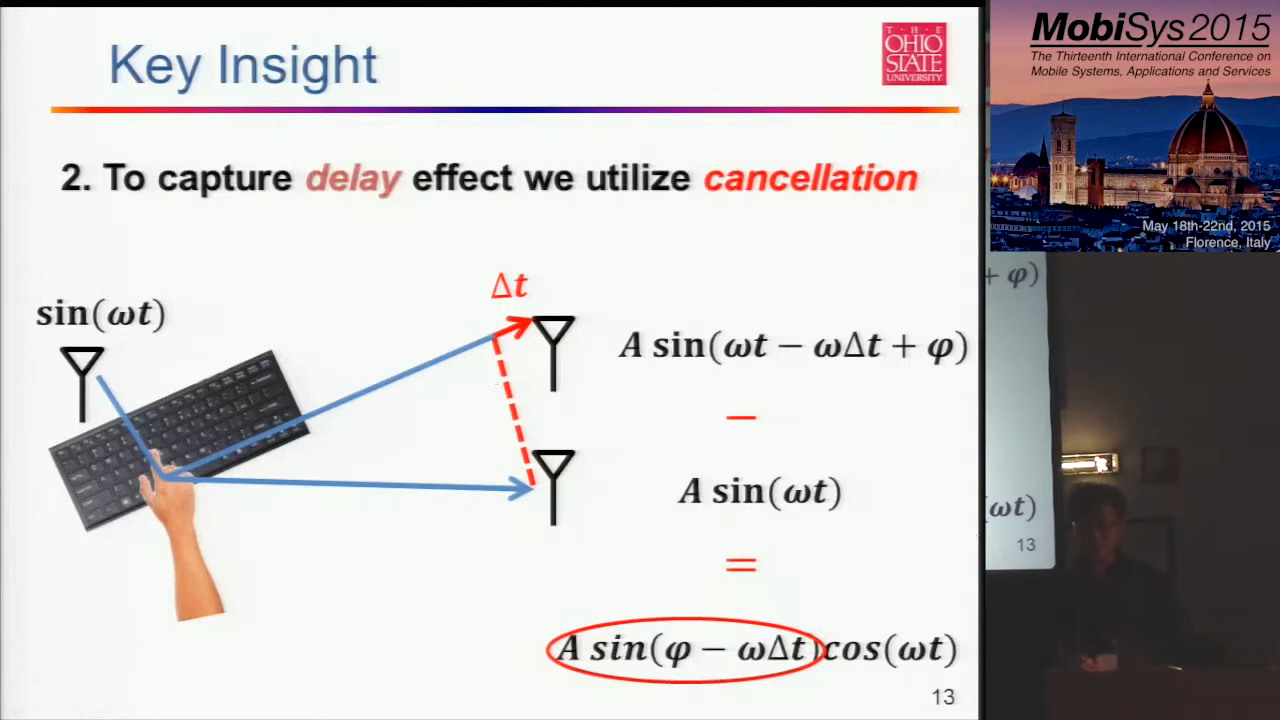 Key Insight
T·H·E
OHIO
STATE
UNIVERSITY
2. To capture delay effect we utilize cancellation
Δt
sin(ωt)
A sin(ωt − ωΔt + φ)
−
A sin(ωt)
=
A sin(φ − ωΔt) cos(ωt)
13
MobiSys 2015
The Thirteenth International Conference on
Mobile Systems, Applications and Services
May 18th-22nd, 2015
Florence, Italy
+ φ)
(ωt)
13